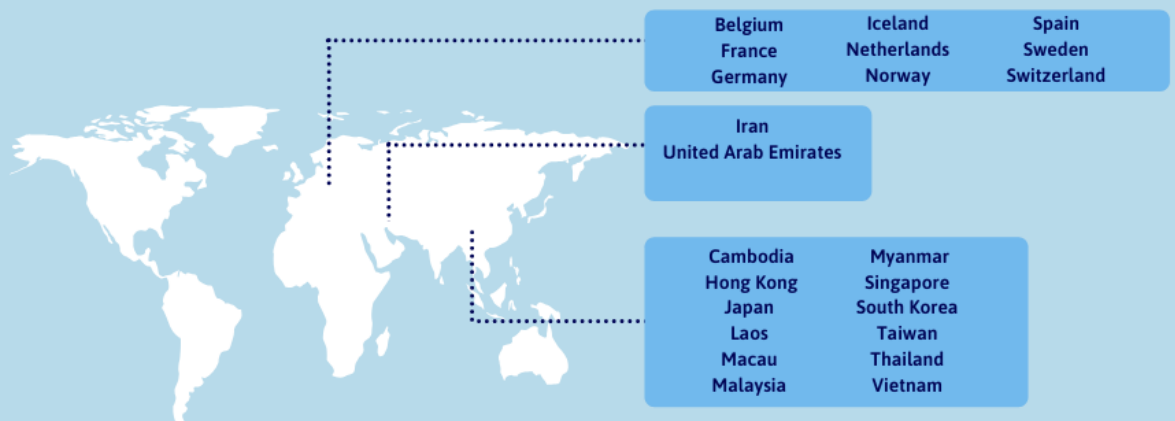 Belgium
France
Germany
Iceland
Netherlands
Norway
Spain
Sweden
Switzerland
Iran
United Arab Emirates
Cambodia
Hong Kong
Japan
Laos
Macau
Malaysia
Myanmar
Singapore
South Korea
Taiwan
Thailand
Vietnam